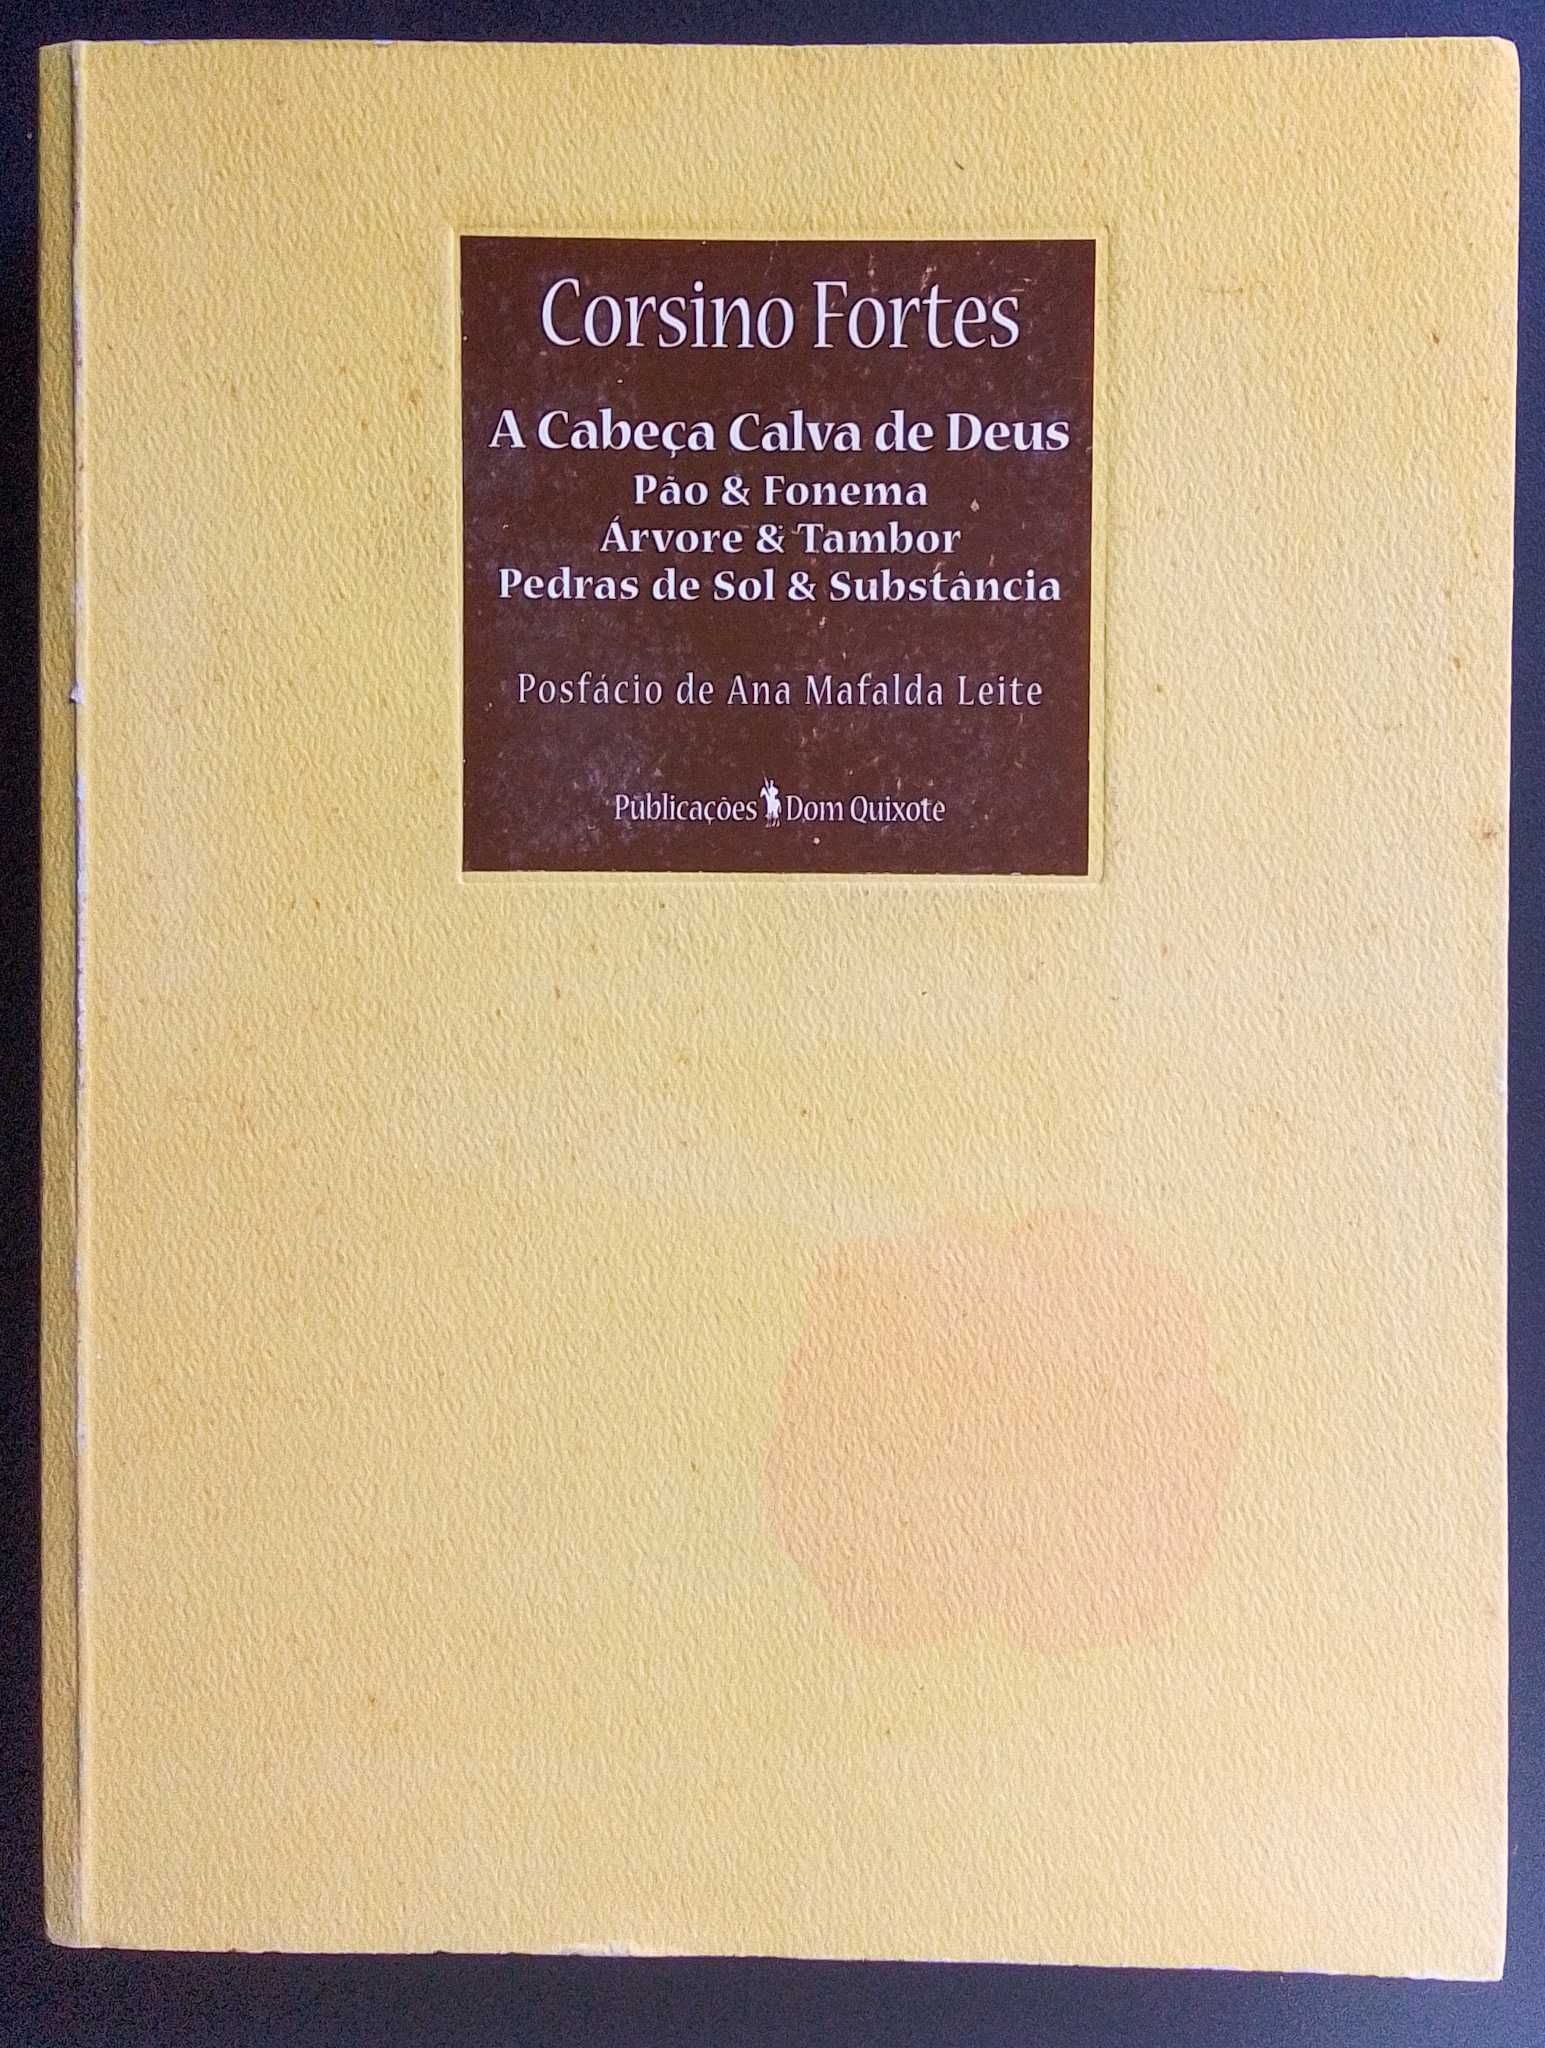 Corsino Fortes
A Cabeça Calva de Deus
Pão & Fonema
Árvore & Tambor
Pedras de Sol & Substância
Posfácio de Ana Mafalda Leite
Publicações Dom Quixote